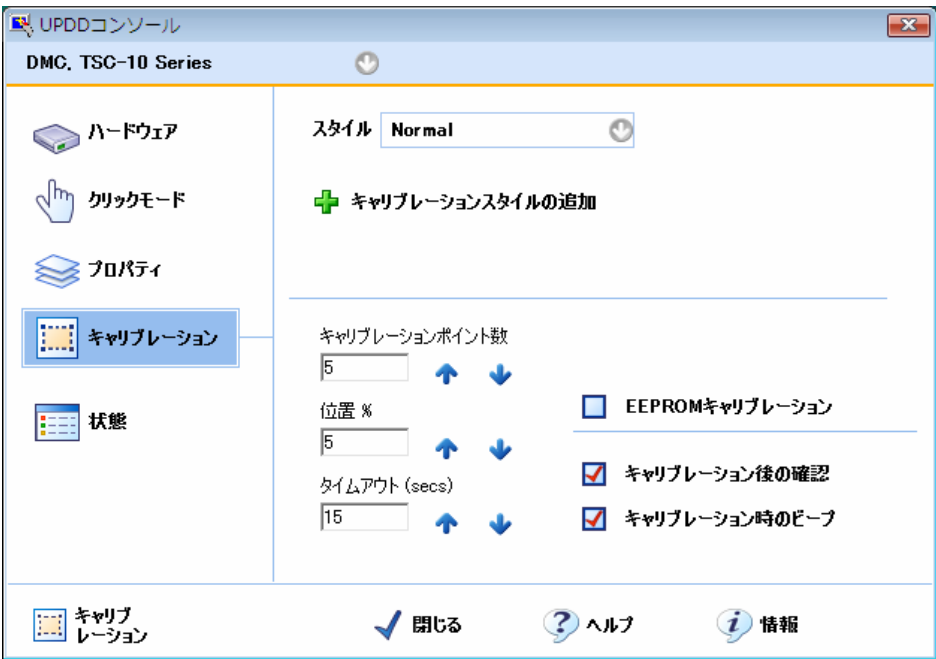 UPDDコンソール
DMC, TSC-10 Series
ハードウェア
クリックモード
プロパティ
キャリブレーション
状態
スタイル Normal
キャリブレーションスタイルの追加
キャリブレーションポイント数
5
位置 %
5
タイムアウト (secs)
15
EEPROMキャリブレーション
キャリブレーション後の確認
キャリブレーション時のビープ
キャリブ
レーション
閉じる
ヘルプ
情報